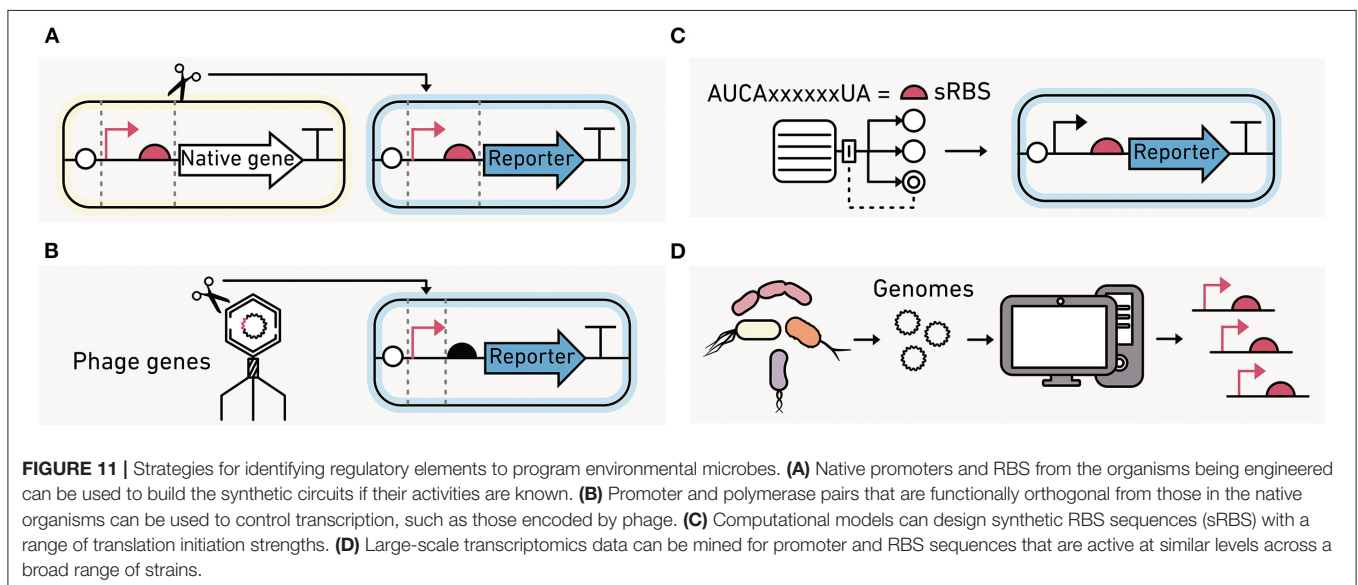 A
Native gene
Reporter
B
Phage genes
Reporter
C
AUCAxxxxxxUA = sRBS
Reporter
D
Genomes
FIGURE 11 | Strategies for identifying regulatory elements to program environmental microbes. (A) Native promoters and RBS from the organisms being engineered
can be used to build the synthetic circuits if their activities are known. (B) Promoter and polymerase pairs that are functionally orthogonal from those in the native
organisms can be used to control transcription, such as those encoded by phage. (C) Computational models can design synthetic RBS sequences (sRBS) with a
range of translation initiation strengths. (D) Large-scale transcriptomics data can be mined for promoter and RBS sequences that are active at similar levels across a
broad range of strains.